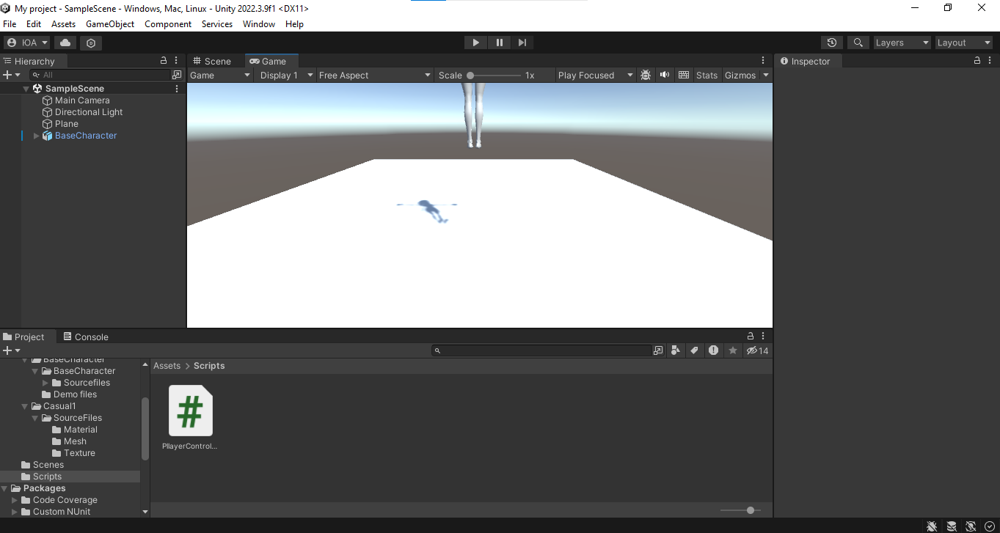 My project - SampleScene - Windows, Mac, Linux - Unity 2022.3.9f1 <DX11>
File Edit Assets GameObject Component Services Window Help
IOA Layers Layout
Hierarchy
All
SampleScene
Main Camera
Directional Light
Plane
BaseCharacter
Scene Game
Game Display 1 Free Aspect Scale 1x Play Focused Stats Gizmos
Inspector
Project Console
14
BaseCharacter
BaseCharacter
Sourcefiles
Demo files
Casual1
SourceFiles
Material
Mesh
Texture
Scenes
Scripts
Packages
Code Coverage
Custom NUnit
Assets > Scripts
PllayerControl...